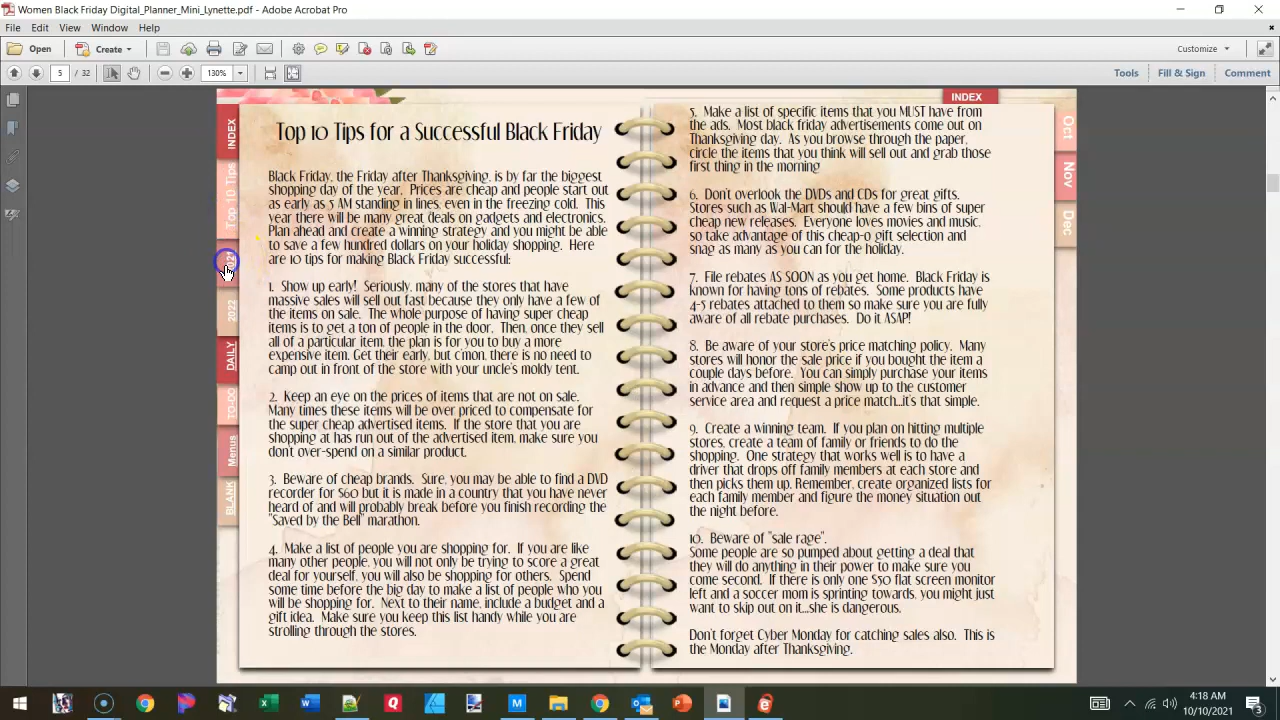 Women Black Friday Digital_Planner_Mini_Lynette.pdf - Adobe Acrobat Pro
File Edit View Window Help
Open Create Customize
5 / 32 130% Tools Fill & Sign Comment
INDEX
INDEX
Top 10 Tips
2021
2022
DAILY
TO-DO
Menus
BLANK
Top 10 Tips for a Successful Black Friday
Black Friday, the Friday after Thanksgiving, is by far the biggest
shopping day of the year. Prices are cheap and people start out
as early as 5 AM standing in lines, even in the freezing cold. This
year there will be many great deals on gadgets and electronics.
Plan ahead and create a winning strategy and you might be able
to save a few hundred dollars on your holiday shopping. Here
are 10 tips for making Black Friday successful:
1. Show up early! Seriously, many of the stores that have
massive sales will sell out fast because they only have a few of
the items on sale. The whole purpose of having super cheap
items is to get a ton of people in the door. Then, once they sell
all of a particular item, the plan is for you to buy a more
expensive item. Get their early, but c'mon, there is no need to
camp out in front of the store with your uncle's moldy tent.
2. Keep an eye on the prices of items that are not on sale.
Many times these items will be over priced to compensate for
the super cheap advertised items. If the store that you are
shopping at has run out of the advertised item, make sure you
don't over-spend on a similar product.
3. Beware of cheap brands. Sure, you may be able to find a DVD
recorder for $60 but it is made in a country that you have never
heard of and will probably break before you finish recording the
"Saved by the Bell" marathon.
4. Make a list of people you are shopping for. If you are like
many other people, you will not only be trying to score a great
deal for yourself, you will also be shopping for others. Spend
some time before the big day to make a list of people who you
will be shopping for. Next to their name, include a budget and a
gift idea. Make sure you keep this list handy while you are
strolling through the stores.
5. Make a list of specific items that you MUST have from
the ads. Most black friday advertisements come out on
Thanksgiving day. As you browse through the paper,
circle the items that you think will sell out and grab those
first thing in the morning
6. Don't overlook the DVDs and CDs for great gifts.
Stores such as Wal-Mart should have a few bins of super
cheap new releases. Everyone loves movies and music,
so take advantage of this cheap-o gift selection and
snag as many as you can for the holiday.
7. File rebates AS SOON as you get home. Black Friday is
known for having tons of rebates. Some products have
4-5 rebates attached to them so make sure you are fully
aware of all rebate purchases. Do it ASAP!
8. Be aware of your store's price matching policy. Many
stores will honor the sale price if you bought the item a
couple days before. You can simply purchase your items
in advance and then simple show up to the customer
service area and request a price match...it's that simple.
9. Create a winning team. If you plan on hitting multiple
stores, create a team of family or friends to do the
shopping. One strategy that works well is to have a
driver that drops off family members at each store and
then picks them up. Remember, create organized lists for
each family member and figure the money situation out
the night before.
10. Beware of "sale rage".
Some people are so pumped about getting a deal that
they will do anything in their power to make sure you
come second. If there is only one $50 flat screen monitor
left and a soccer mom is sprinting towards, you might just
want to skip out on it...she is dangerous.
Don't forget Cyber Monday for catching sales also. This is
the Monday after Thanksgiving.
Oct
Nov
Dec
4:18 AM
10/10/2021
3